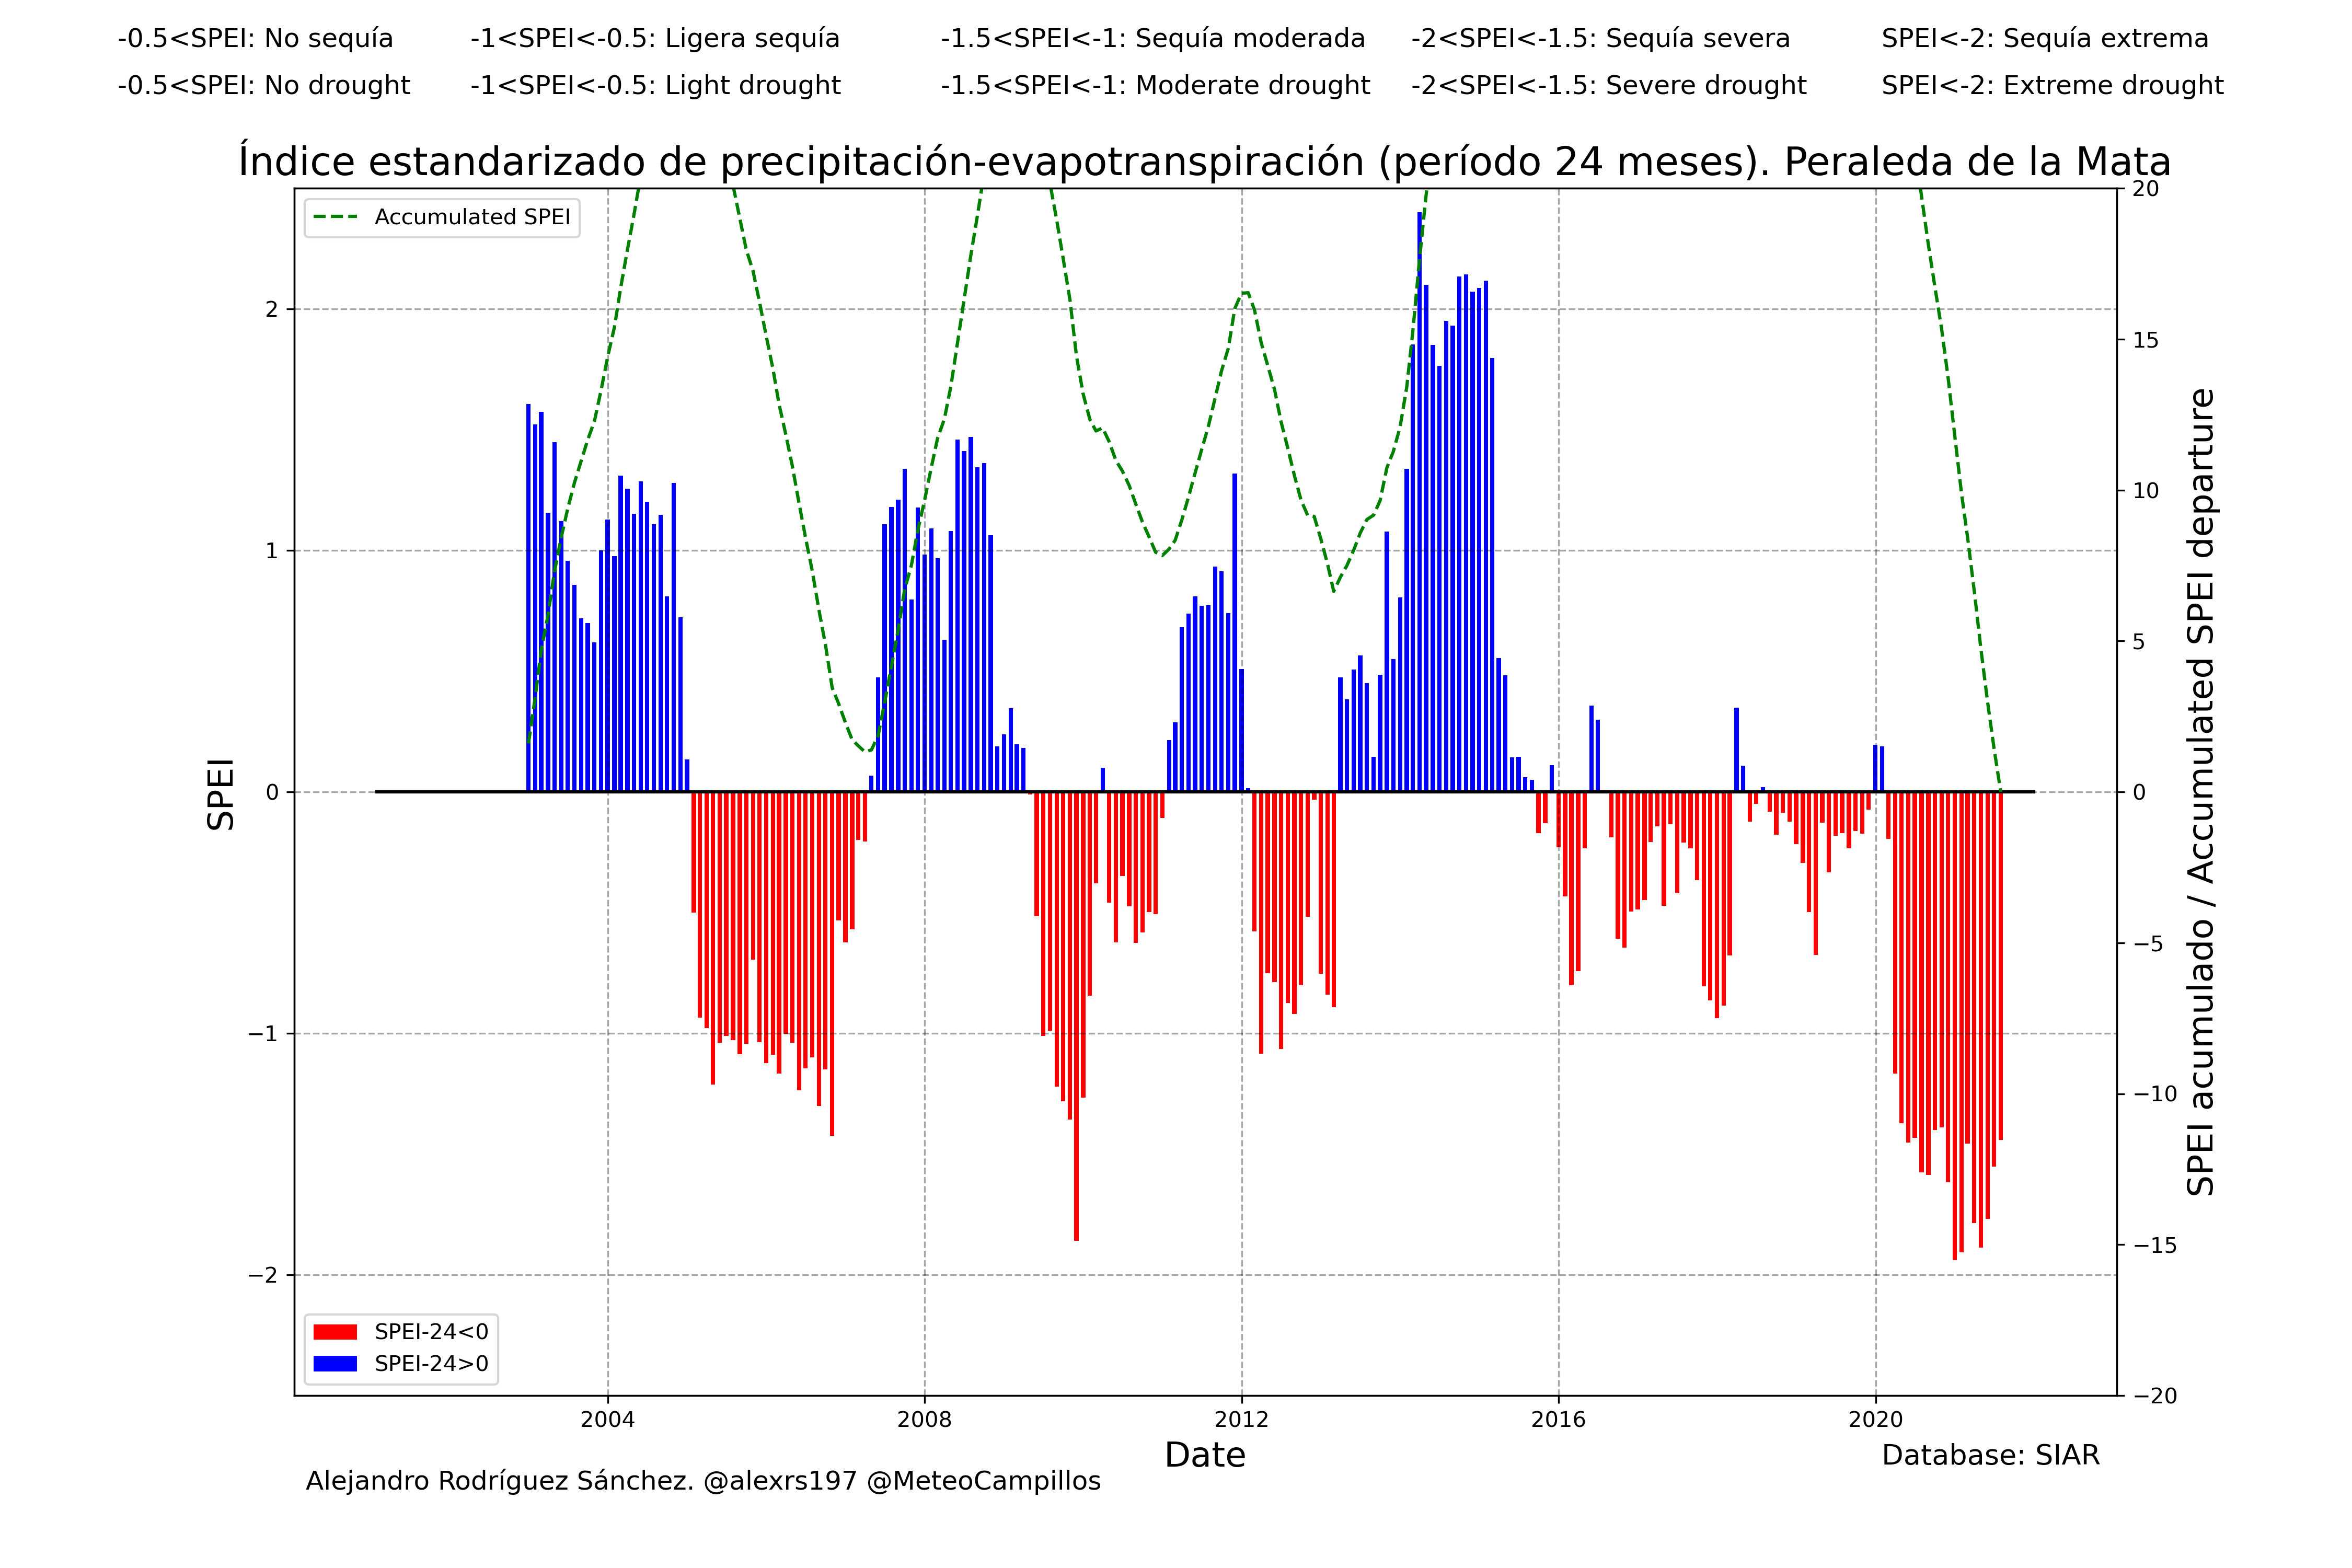 -0.5<SPEI: No sequía -1<SPEI<-0.5: Ligera sequía -1.5<SPEI<-1: Sequía moderada -2<SPEI<-1.5: Sequía severa SPEI<-2: Sequía extrema
-0.5<SPEI: No drought -1<SPEI<-0.5: Light drought -1.5<SPEI<-1: Moderate drought -2<SPEI<-1.5: Severe drought SPEI<-2: Extreme drought
Índice estandarizado de precipitación-evapotranspiración (período 24 meses). Peraleda de la Mata
Accumulated SPEI
SPEI
2
1
0
−1
−2
20
15
10
5
0
−5
−10
−15
−20
SPEI acumulado / Accumulated SPEI departure
SPEI-24<0
SPEI-24>0
2004 2008 2012 2016 2020
Date
Database: SIAR
Alejandro Rodríguez Sánchez. @alexrs197 @MeteoCampillos